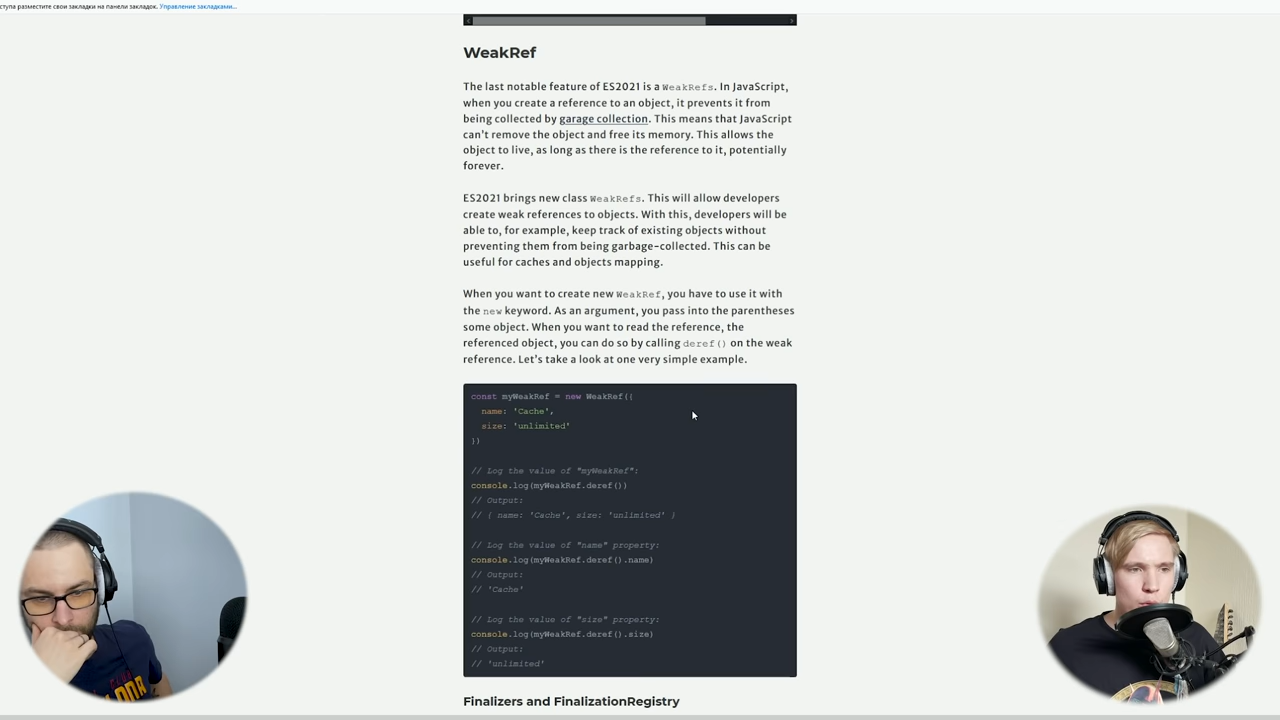 ступа разместите свои закладки на панели закладок. Управление закладками...
WeakRef
The last notable feature of ES2021 is a WeakRefs. In JavaScript,
when you create a reference to an object, it prevents it from
being collected by garage collection. This means that JavaScript
can't remove the object and free its memory. This allows the
object to live, as long as there is the reference to it, potentially
forever.
ES2021 brings new class WeakRefs. This will allow developers
create weak references to objects. With this, developers will be
able to, for example, keep track of existing objects without
preventing them from being garbage-collected. This can be
useful for caches and objects mapping.
When you want to create new WeakRef, you have to use it with
the new keyword. As an argument, you pass into the parentheses
some object. When you want to read the reference, the
referenced object, you can do so by calling deref() on the weak
reference. Let's take a look at one very simple example.
const myWeakRef = new WeakRef({
name: 'Cache',
size: 'unlimited'
})
// Log the value of "myWeakRef":
console.log(myWeakRef.deref())
// Output:
// { name: 'Cache', size: 'unlimited' }
// Log the value of "name" property:
console.log(myWeakRef.deref().name)
// Output:
// 'Cache'
// Log the value of "size" property:
console.log(myWeakRef.deref().size)
// Output:
// 'unlimited'
Finalizers and FinalizationRegistry